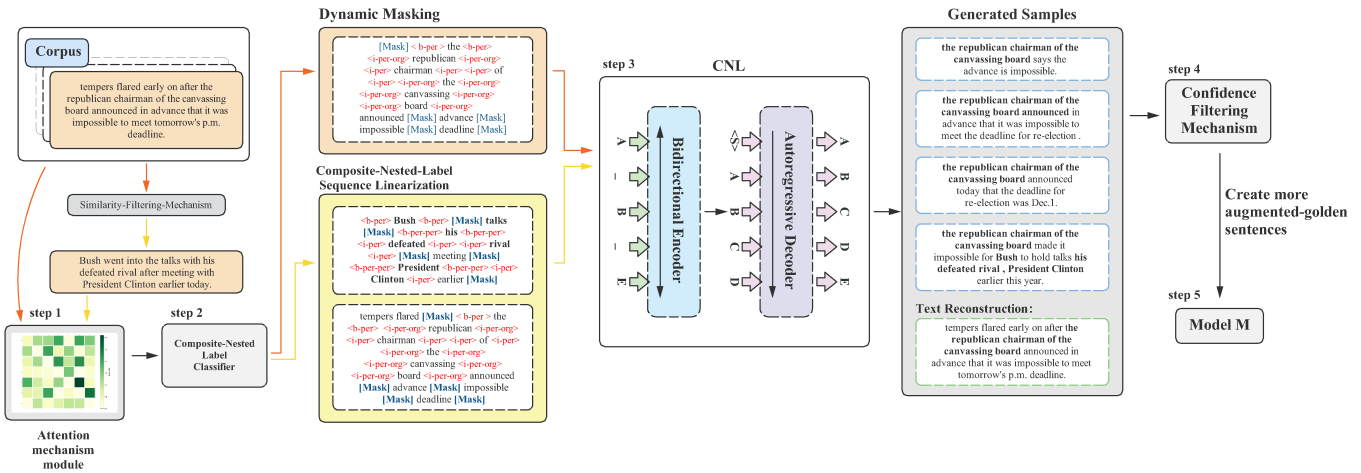 Corpus
tempers flared early on after the
republican chairman of the canvassing
board announced in advance that it was
impossible to meet tomorrow's p.m.
deadline.
Similarity-Filtering-Mechanism
Bush went into the talks with his
defeated rival after meeting with
President Clinton earlier today.
step 1
Attention
mechanism
module
step 2
Composite-Nested
Label
Classifier
Dynamic Masking
[Mask] < b-per > the <b-per>
<i-per-org> republican <i-per-org>
<i-per> chairman <i-per> <i-per> of
<i-per> <i-per-org> the <i-per-org>
<i-per-org> canvassing <i-per-org>
<i-per-org> board <i-per-org>
announced [Mask] advance [Mask]
impossible [Mask] deadline [Mask]
Composite-Nested-Label
Sequence Linearization
<b-per> Bush <b-per> [Mask] talks
[Mask] <b-per-per> his <b-per-per>
<i-per> defeated <i-per> <i-per> rival
<i-per> [Mask] meeting [Mask]
<b-per-per> President <b-per-per> <i-per>
Clinton <i-per> earlier [Mask]
tempers flared [Mask] < b-per > the
<b-per> <i-per-org> republican <i-per-org>
<i-per> chairman <i-per> <i-per> of <i-per>
<i-per-org> the <i-per-org>
<i-per-org> canvassing <i-per-org>
<i-per-org> board <i-per-org> announced
[Mask] advance [Mask] impossible
[Mask] deadline [Mask]
step 3
CNL
A
_
B
_
E
Bidirectional Encoder
<S>
A
B
C
D
Autoregressive Decoder
A
B
C
D
E
Generated Samples
the republican chairman of the
canvassing board says the
advance is impossible.
the republican chairman of the
canvassing board announced in
in advance that it was impossible to
meet the deadline for re-election .
the republican chairman of the
canvassing board announced
today that the deadline for
re-election was Dec.1.
the republican chairman of the
canvassing board made it
impossible for Bush to hold talks his
defeated rival , President Clinton
earlier this year.
Text Reconstruction:
tempers flared early on after the
republican chairman of the
canvassing board announced in
advance that it was impossible to meet
tomorrow's p.m. deadline.
step 4
Confidence
Filtering
Mechanism
Create more
augmented-golden
sentences
step 5
Model M